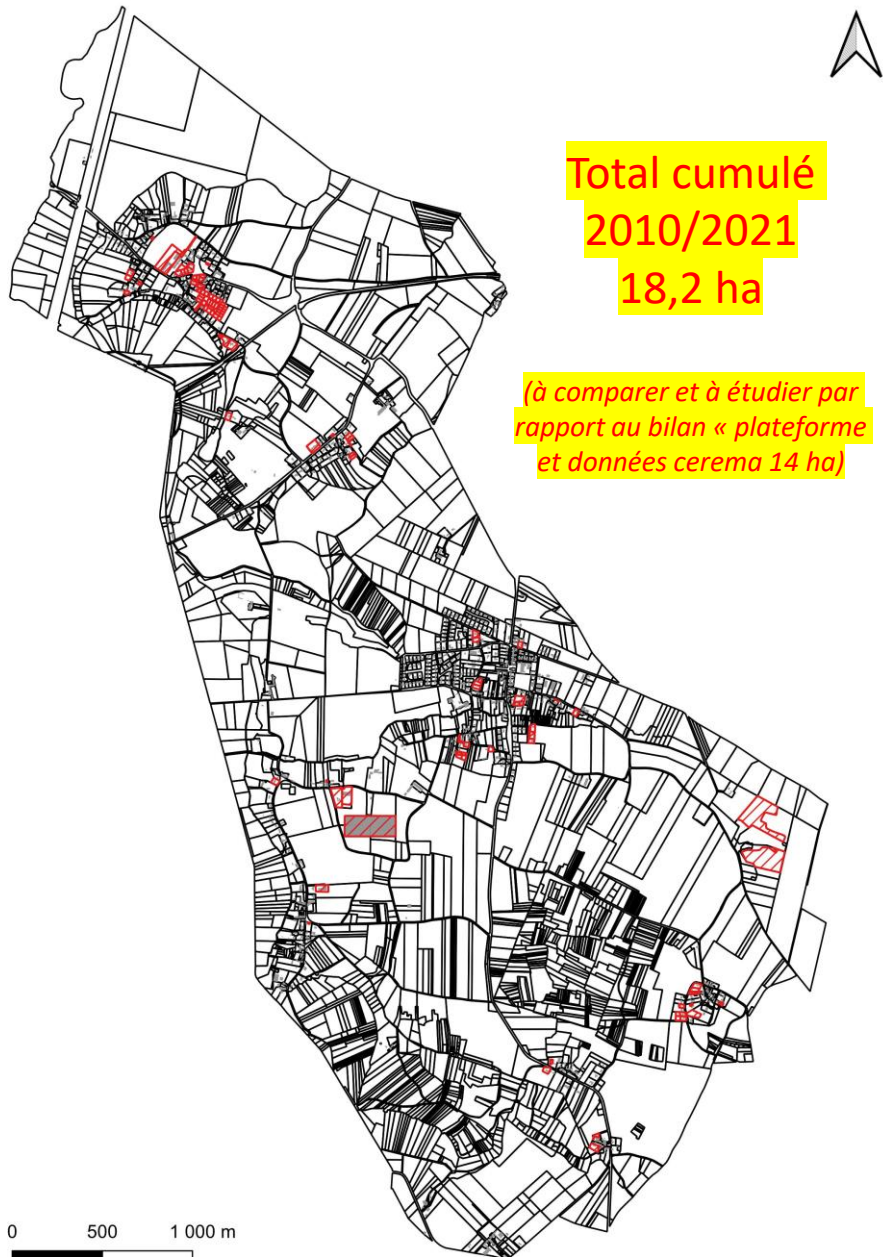 Total cumulé
2010/2021
18,2 ha
(à comparer et à étudier par
rapport au bilan « plateforme
et données cerema 14 ha)
0 500 1 000 m